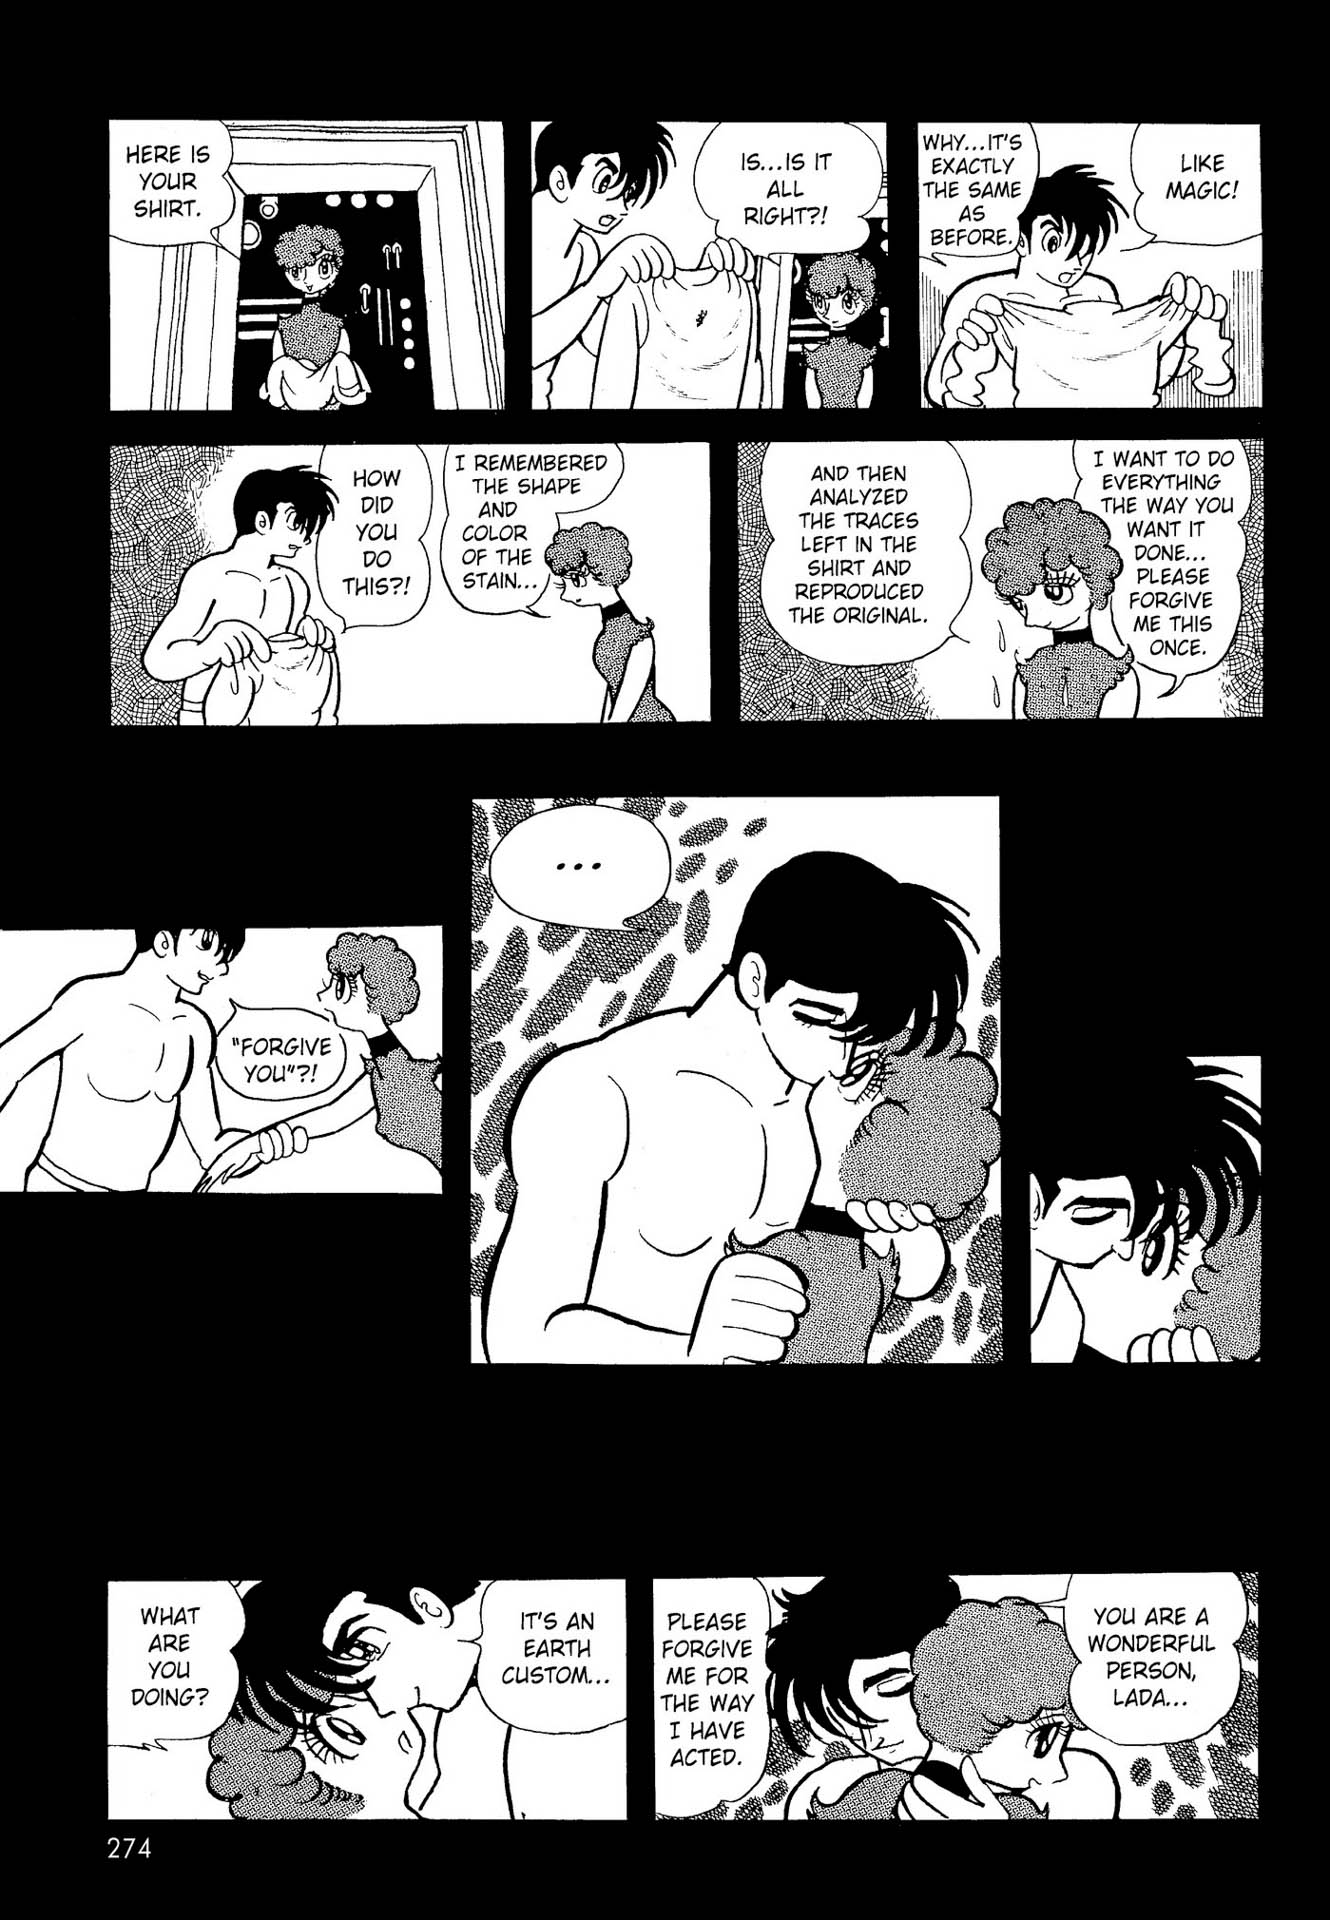 HERE IS
YOUR
SHIRT.
IS...IS IT
ALL
RIGHT?!
WHY...IT'S
EXACTLY
THE SAME
AS
BEFORE.
LIKE
MAGIC!
HOW
DID
YOU
DO
THIS?!
I REMEMBERED
THE SHAPE
AND
COLOR
OF THE
STAIN...
AND THEN
ANALYZED
THE TRACES
LEFT IN THE
SHIRT AND
REPRODUCED
THE ORIGINAL.
I WANT TO DO
EVERYTHING
THE WAY YOU
WANT IT
DONE...
PLEASE
FORGIVE
ME THIS
ONCE.
"FORGIVE
YOU"?!
...
WHAT
ARE
YOU
DOING?
IT'S AN
EARTH
CUSTOM...
PLEASE
FORGIVE
ME FOR
THE WAY
I HAVE
ACTED.
YOU ARE A
WONDERFUL
PERSON,
LADA...
274